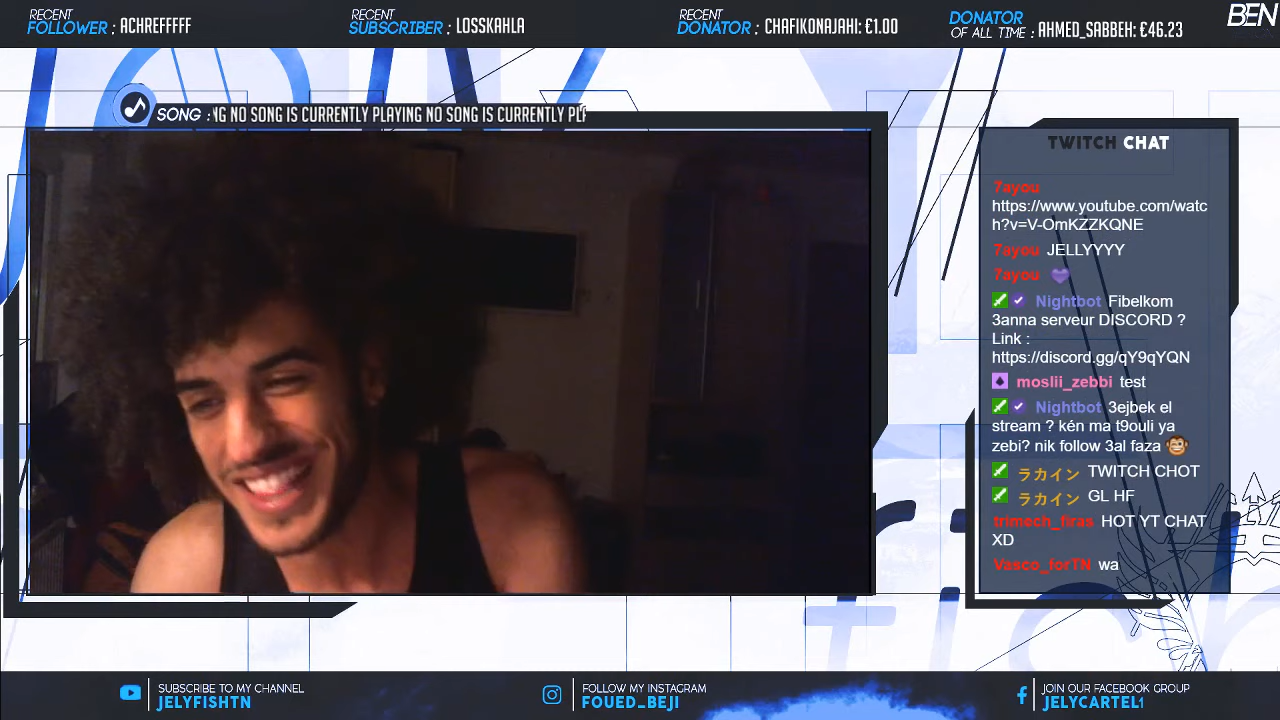 RECENT
FOLLOWER : ACHREFFFFF
RECENT
SUBSCRIBER : LOSSKAHLA
RECENT
DONATOR : CHAFIKONAJAHI: €1.00
DONATOR
OF ALL TIME : AHMED_SABBEH: €46.23
BEN
SONG : NG NO SONG IS CURRENTLY PLAYING NO SONG IS CURRENTLY PL
TWITCH CHAT
7ayou
https://www.youtube.com/watc
h?v=V-OmKZZKQNE
7ayou JELLYYYY
7ayou 💜
Nightbot Fibelkom
3anna serveur DISCORD ?
Link :
https://discord.gg/qY9qYQN
moslii_zebbi test
Nightbot 3ejbek el
stream ? kén ma t9ouli ya
zebi? nik follow 3al faza 🐵
ラカイン TWITCH CHOT
ラカイン GL HF
trimech_firas HOT YT CHAT
XD
Vasco_forTN wa
SUBSCRIBE TO MY CHANNEL
JELYFISHTN
FOLLOW MY INSTAGRAM
FOUED_BEJI
JOIN OUR FACEBOOK GROUP
JELYCARTEL1